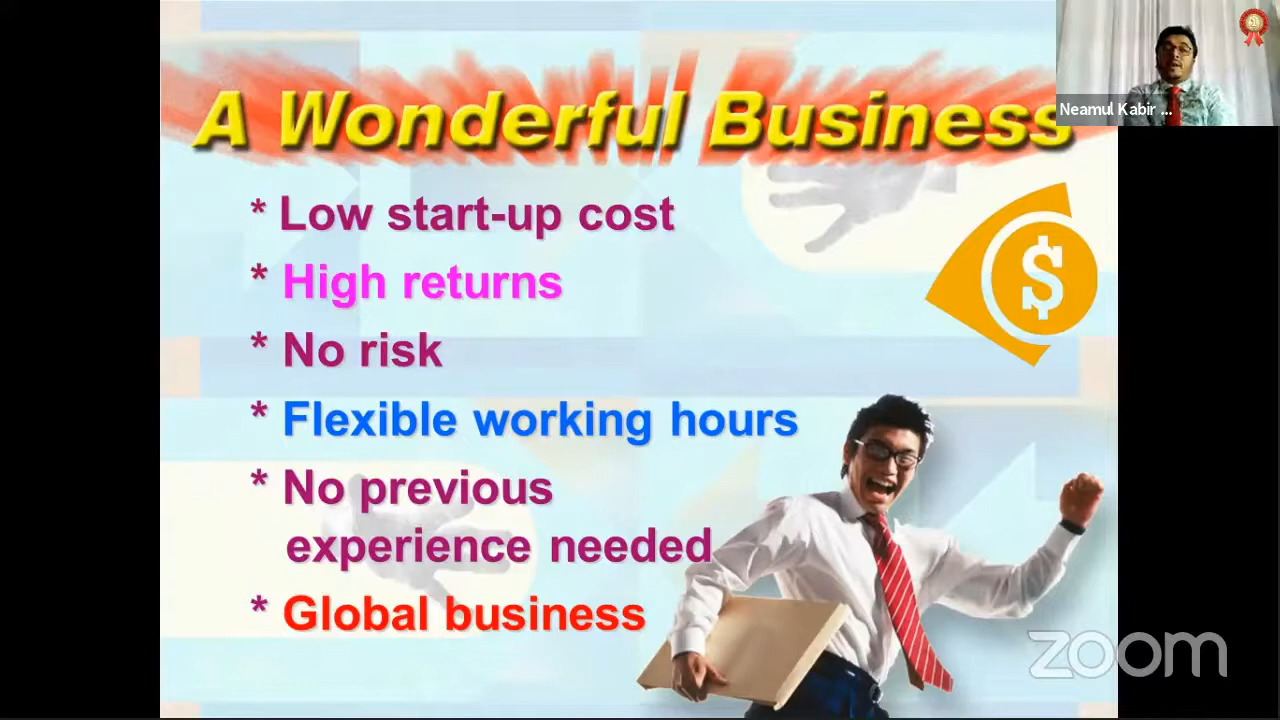 A Wonderful Business
* Low start-up cost
* High returns
* No risk
* Flexible working hours
* No previous
experience needed
* Global business
$
Neamul Kabir ...
zoom